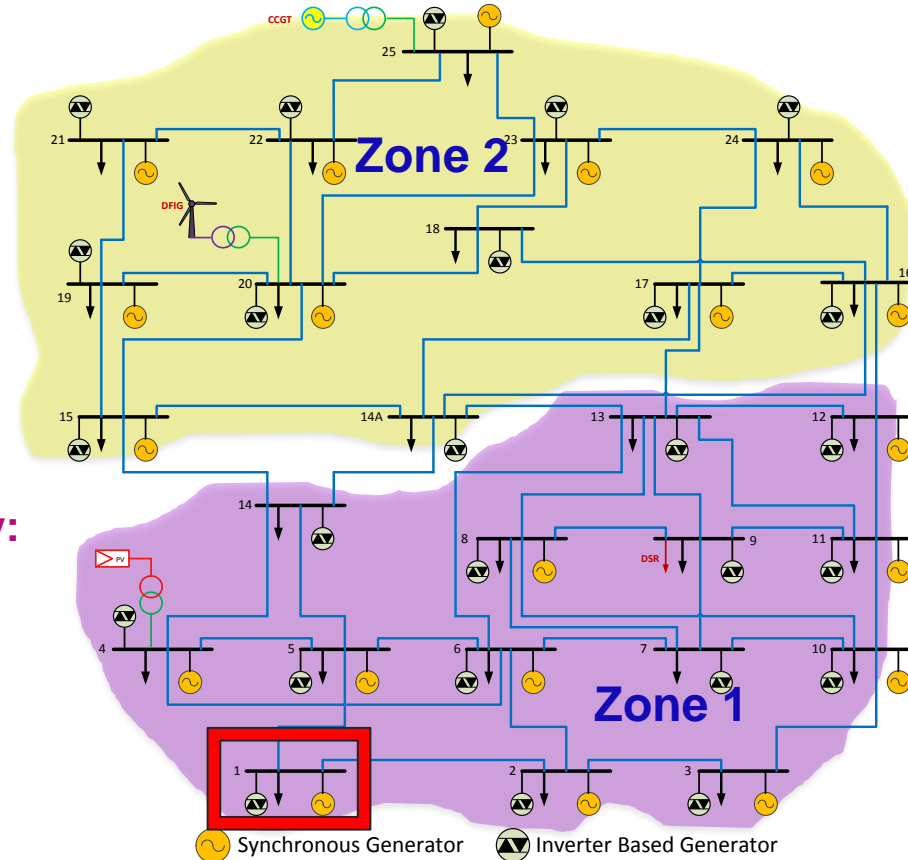 CCGT
25
21
22
23
24
Zone 2
DFIG
18
19
20
17
16
15
14A
13
12
14
y:
8
9
11
DSR
PV
4
5
6
7
10
Zone 1
1
2
3
Synchronous Generator
Inverter Based Generator